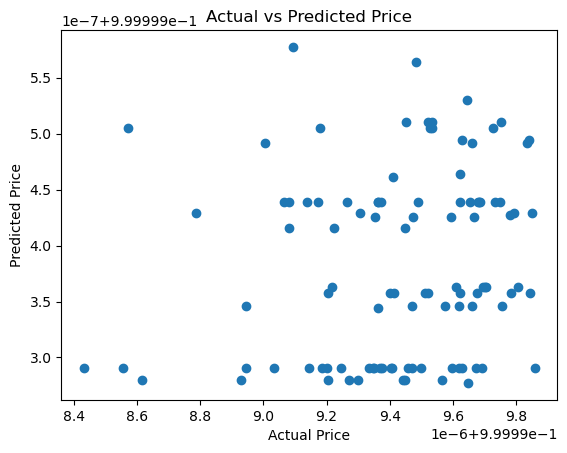 Actual vs Predicted Price
1e-7+9.99999e-1
5.5
5.0
4.5
4.0
3.5
3.0
Predicted Price
8.4 8.6 8.8 9.0 9.2 9.4 9.6 9.8
1e-6+9.9999e-1
Actual Price